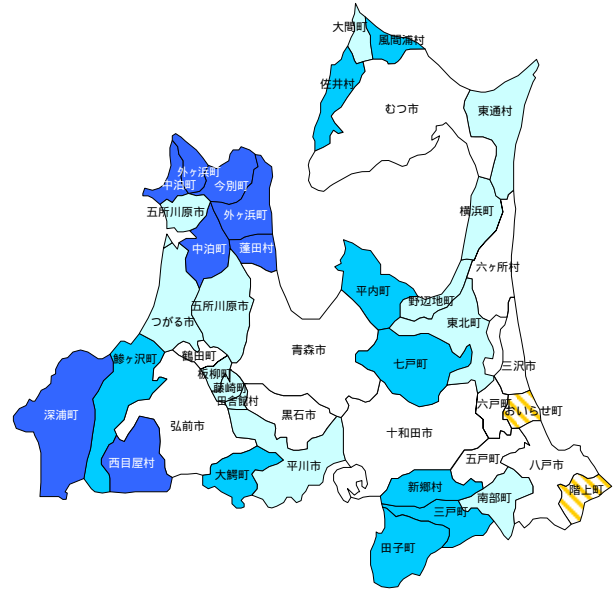 大間町
風間浦村
佐井村
むつ市
東通村
外ヶ浜町
中泊町
今別町
五所川原市
外ヶ浜町
横浜町
中泊町
蓬田村
六ヶ所村
平内町
野辺地町
五所川原市
つがる市
東北町
青森市
鶴田町
鰺ヶ沢町
七戸町
三沢市
板柳町
藤崎町
田舎館村
六戸町
おいらせ町
深浦町
黒石市
弘前市
十和田市
五戸町
八戸市
西目屋村
平川市
大鰐町
新郷村
階上町
南部町
三戸町
田子町